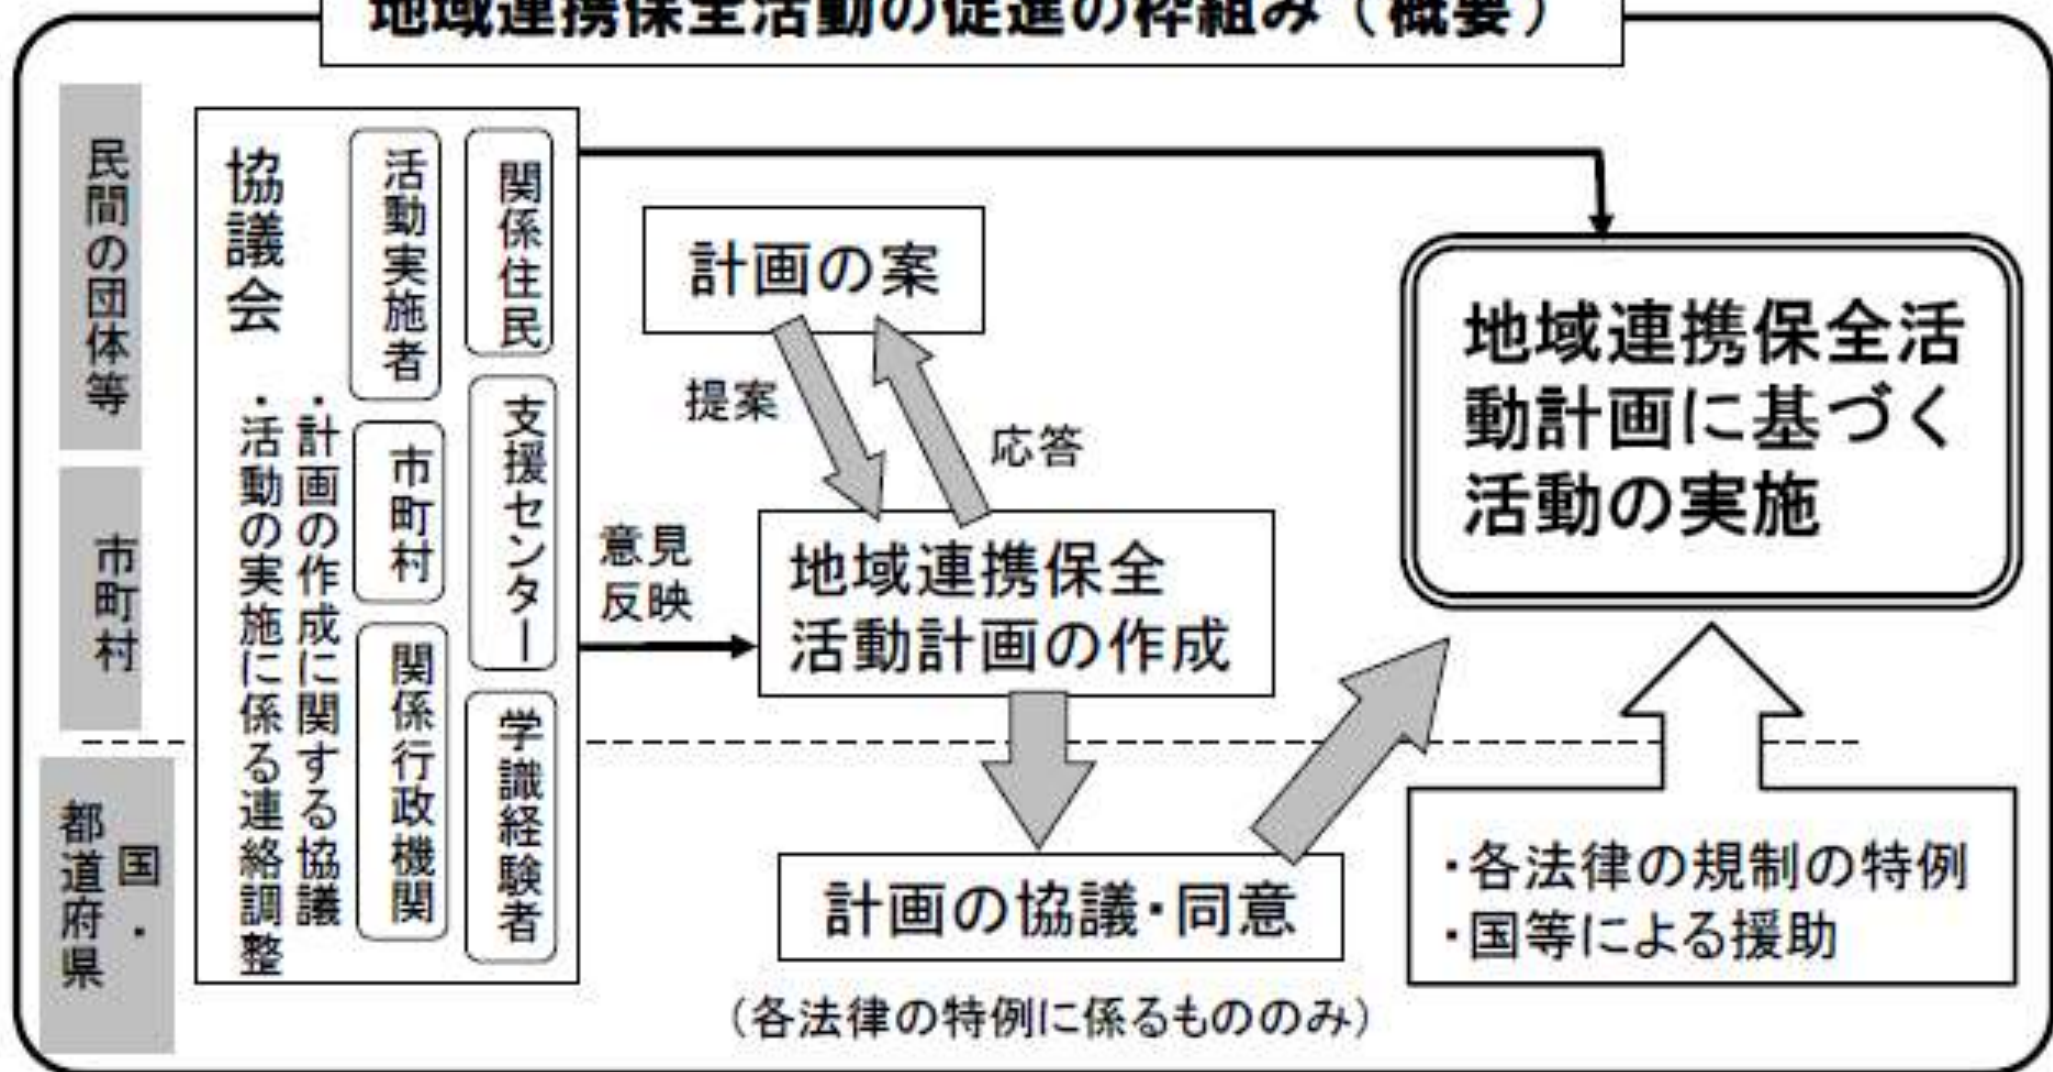 地域連携保全活動の促進の枠組み（概要）
民間の団体等
市町村
国・
都道府県
協議会
・計画の作成に関する協議
・活動の実施に係る連絡調整
関係住民
活動実施者
支援センター
市町村
学識経験者
関係行政機関
計画の案
提案
応答
意見
反映
地域連携保全
活動計画の作成
計画の協議・同意
（各法律の特例に係るもののみ）
地域連携保全活
動計画に基づく
活動の実施
・各法律の規制の特例
・国等による援助